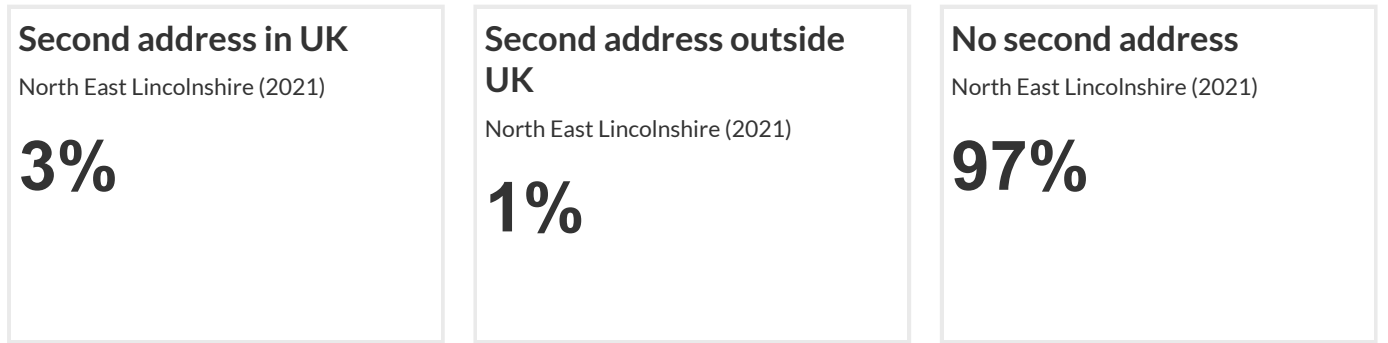 Second address in UK
North East Lincolnshire (2021)
3%
Second address outside
UK
North East Lincolnshire (2021)
1%
No second address
North East Lincolnshire (2021)
97%